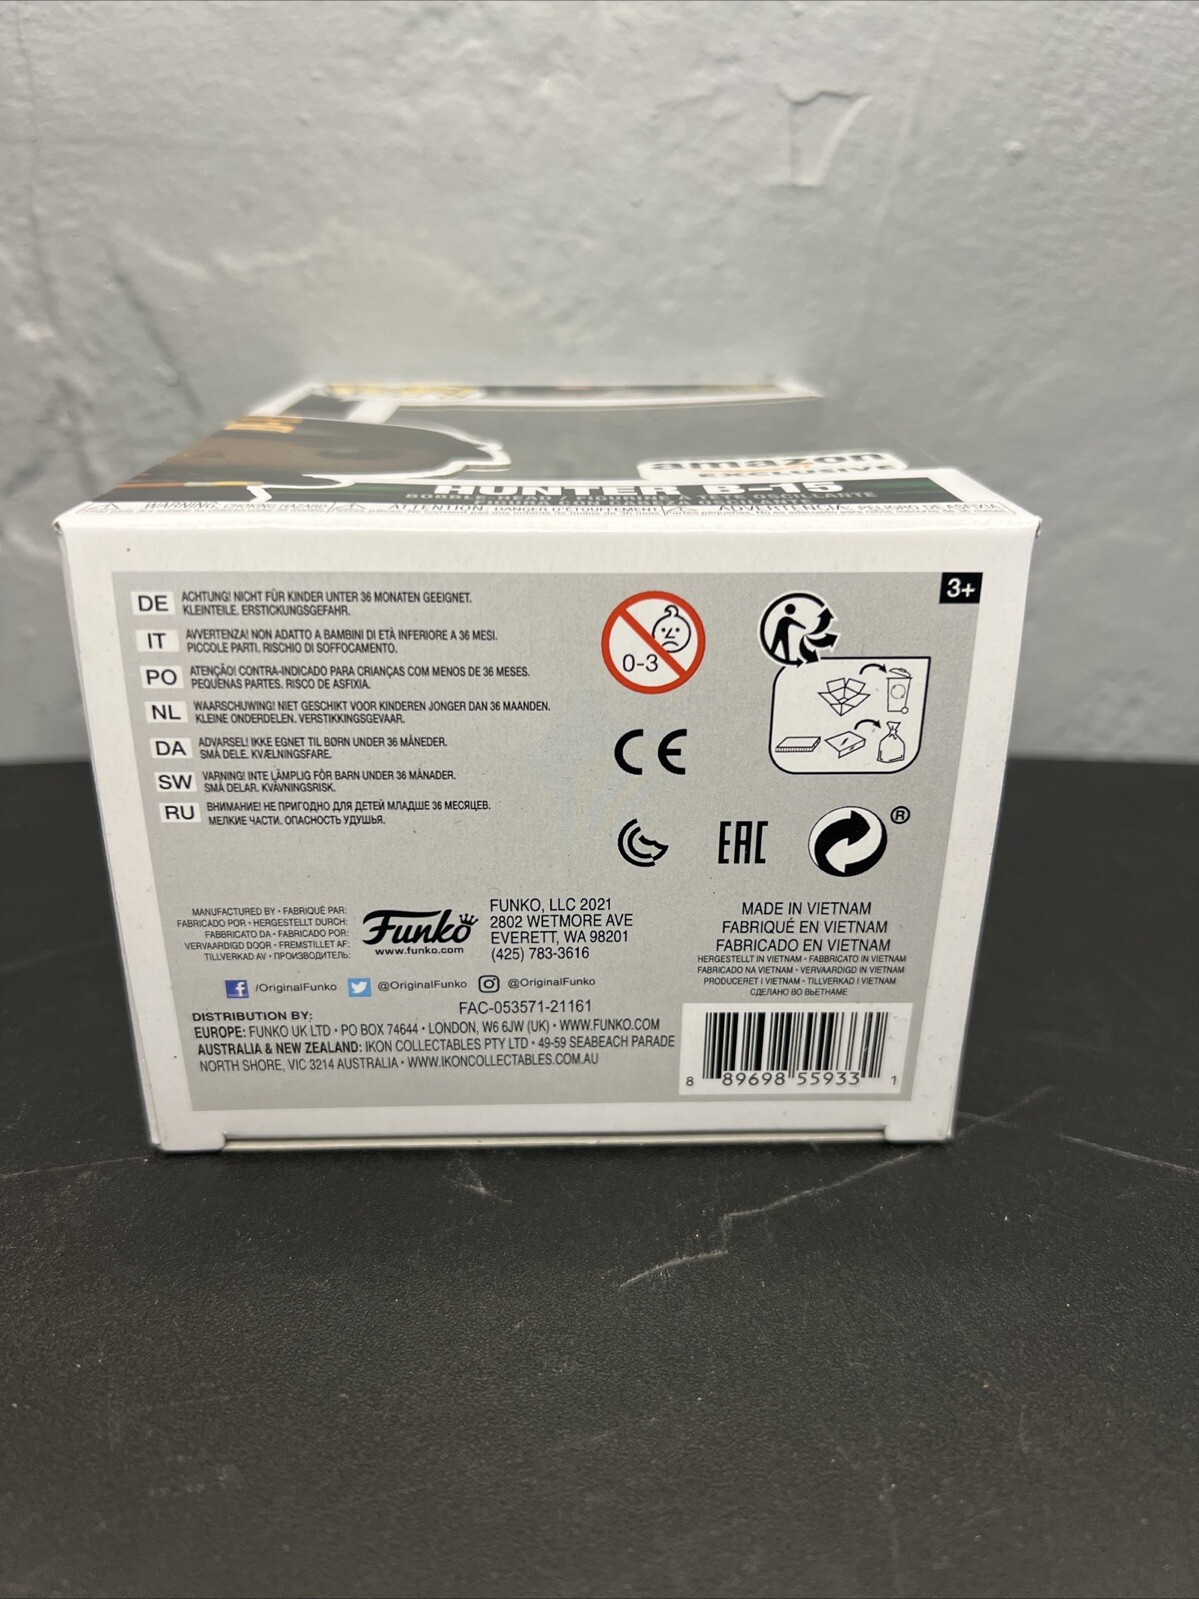 amazon
EXCLUSIVE
HUNTER B-15
WARNING: CHOKING HAZARD
ATTENTION: DANGER D'ÉTOUFFEMENT
ADVERTENCIA: PELIGRO DE ASFIXIA
3+
DE ACHTUNG! NICHT FÜR KINDER UNTER 36 MONATEN GEEIGNET.
KLEINTEILE. ERSTICKUNGSGEFAHR.
IT AVVERTENZA! NON ADATTO A BAMBINI DI ETÀ INFERIORE A 36 MESI.
PICCOLE PARTI. RISCHIO DI SOFFOCAMENTO.
PO ATENÇÃO! CONTRA-INDICADO PARA CRIANÇAS COM MENOS DE 36 MESES.
PEQUENAS PARTES. RISCO DE ASFIXIA.
NL WAARSCHUWING! NIET GESCHIKT VOOR KINDEREN JONGER DAN 36 MAANDEN.
KLEINE ONDERDELEN. VERSTIKKINGSGEVAAR.
DA ADVARSEL! IKKE EGNET TIL BØRN UNDER 36 MÅNEDER.
SMÅ DELE. KVÆLNINGSFARE.
SW VARNING! INTE LÄMPLIG FÖR BARN UNDER 36 MÅNADER.
SMÅ DELAR. KVÄVNINGSRISK.
RU ВНИМАНИЕ! НЕ ПРИГОДНО ДЛЯ ДЕТЕЙ МЛАДШЕ 36 МЕСЯЦЕВ.
МЕЛКИЕ ЧАСТИ. ОПАСНОСТЬ УДУШЬЯ.
0-3
CE
EAC
®
MANUFACTURED BY • FABRIQUÉ PAR:
FABRICADO POR • HERGESTELLT DURCH:
FABBRICATO DA • FABRICADO POR:
VERVAARDIGD DOOR • FREMSTILLET AF:
TILLVERKAD AV • ПРОИЗВОДИТЕЛЬ:
Funko
www.funko.com
FUNKO, LLC 2021
2802 WETMORE AVE
EVERETT, WA 98201
(425) 783-3616
MADE IN VIETNAM
FABRIQUÉ EN VIETNAM
FABRICADO EN VIETNAM
HERGESTELLT IN VIETNAM • FABBRICATO IN VIETNAM
FABRICADO NA VIETNAM • VERVAARDIGD IN VIETNAM
PRODUCERET I VIETNAM • TILLVERKAD I VIETNAM
СДЕЛАНО ВО ВЬЕТНАМЕ
/OriginalFunko @OriginalFunko @OriginalFunko
FAC-053571-21161
DISTRIBUTION BY:
EUROPE: FUNKO UK LTD • PO BOX 74644 • LONDON, W6 6JW (UK) • WWW.FUNKO.COM
AUSTRALIA & NEW ZEALAND: IKON COLLECTABLES PTY LTD • 49-59 SEABEACH PARADE
NORTH SHORE, VIC 3214 AUSTRALIA • WWW.IKONCOLLECTABLES.COM.AU
8 89698 55933 1